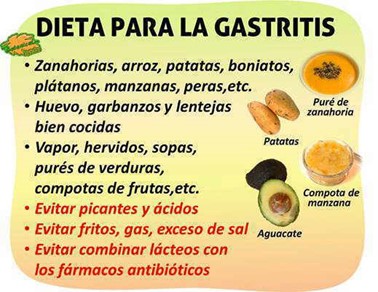 DIETA PARA LA GASTRITIS
• Zanahorias, arroz, patatas, boniatos,
plátanos, manzanas, peras,etc.
• Huevo, garbanzos y lentejas
bien cocidas
• Vapor, hervidos, sopas,
purés de verduras,
compotas de frutas,etc.
• Evitar picantes y ácidos
• Evitar fritos, gas, exceso de sal
• Evitar combinar lácteos con
los fármacos antibióticos
Puré de
zanahoria
Patatas
Compota de
manzana
Aguacate